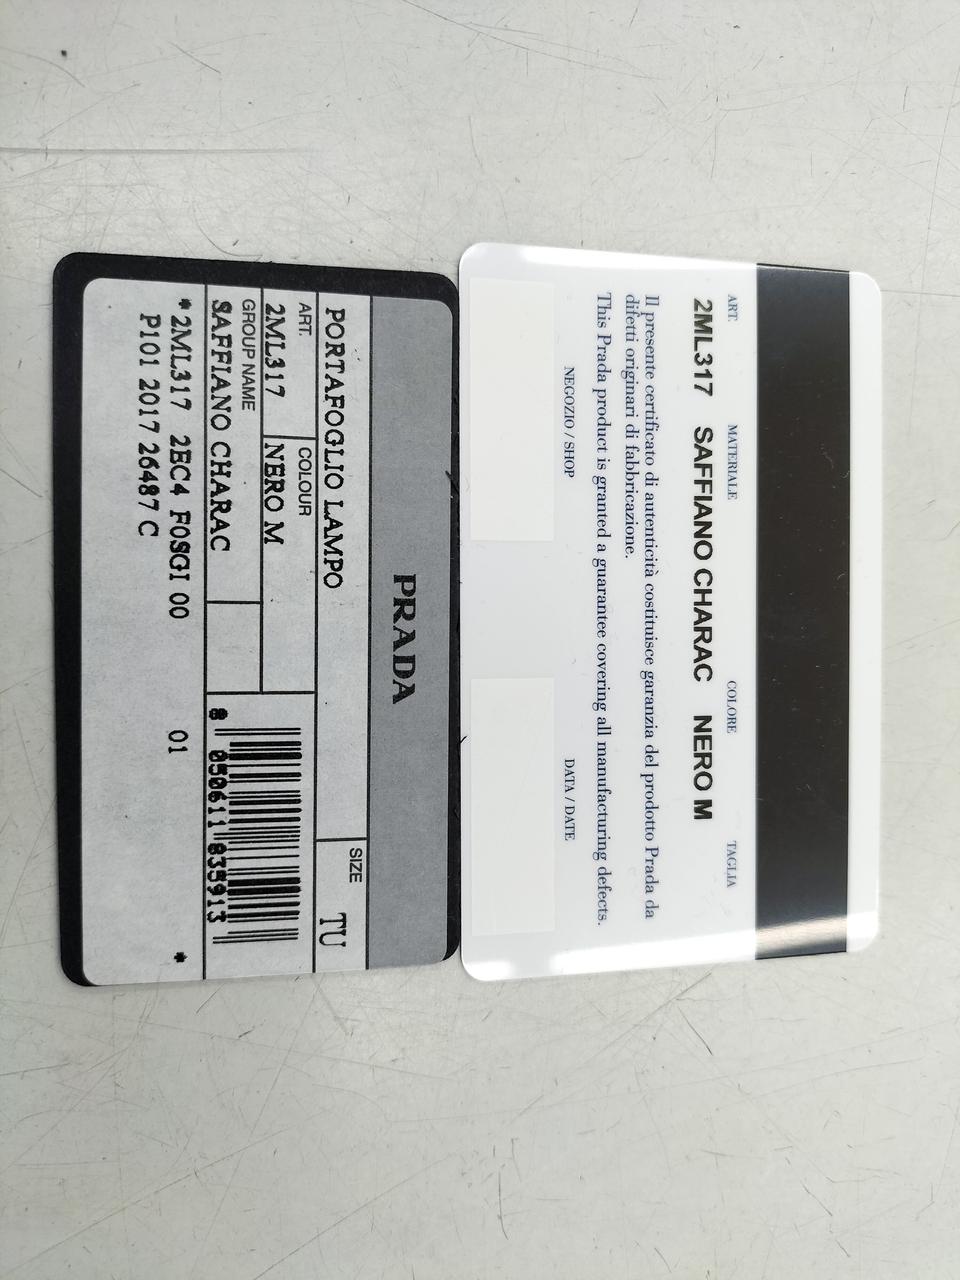 PRADA
PORTAFOGLIO LAMPO
SIZE
TU
ART.
2ML317
COLOUR
NERO M
GROUP NAME
SAFFIANO CHARAC
8 050611 835913
*2ML317 2EC4 F0SGI 00 01 *
P101 2017 26487 C
ART. MATERIALE COLORE TAGLIA
2ML317 SAFFIANO CHARAC NERO M
Il presente certificato di autenticità costituisce garanzia del prodotto Prada da
difetti originari di fabbricazione.
This Prada product is granted a guarantee covering all manufacturing defects.
NEGOZIO / SHOP DATA / DATE